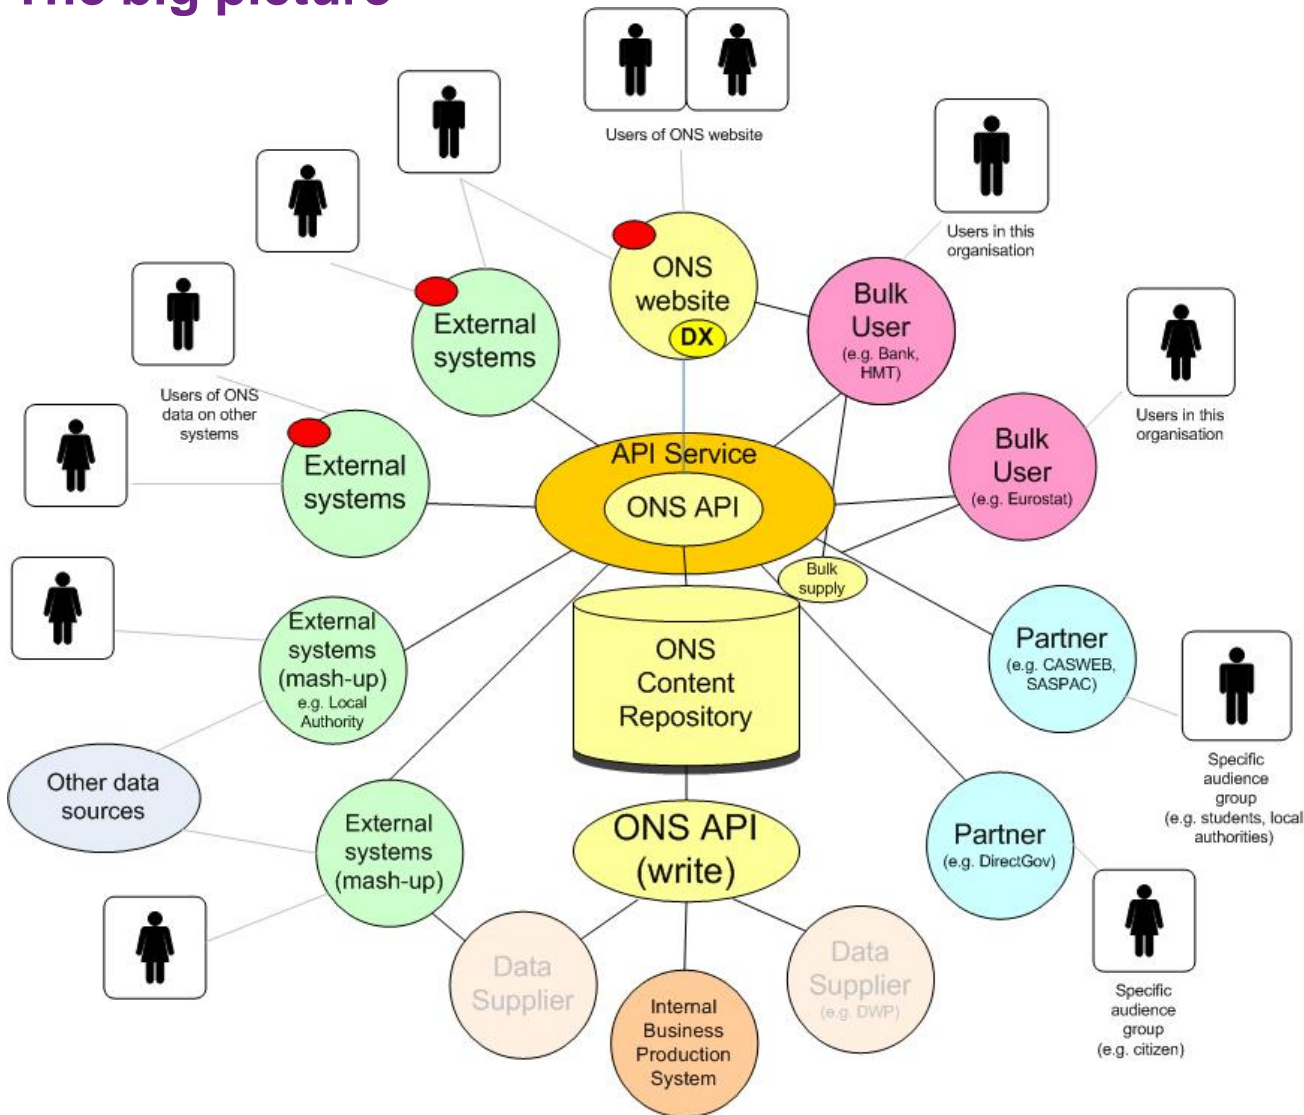 The big picture
Users of ONS website
Users in this
organisation
ONS
website
DX
Bulk
User
(e.g. Bank,
HMT)
External
systems
Users of ONS
data on other
systems
Users in this
organisation
Bulk
User
(e.g. Eurostat)
External
systems
API Service
ONS API
Bulk
supply
External
systems
(mash-up)
e.g. Local
Authority
ONS
Content
Repository
Partner
(e.g. CASWEB,
SASPAC)
Specific
audience
group
(e.g. students, local
authorities)
Other data
sources
External
systems
(mash-up)
ONS API
(write)
Partner
(e.g. DirectGov)
Data
Supplier
Internal
Business
Production
System
Data
Supplier
(e.g. DWP)
Specific
audience
group
(e.g. citizen)